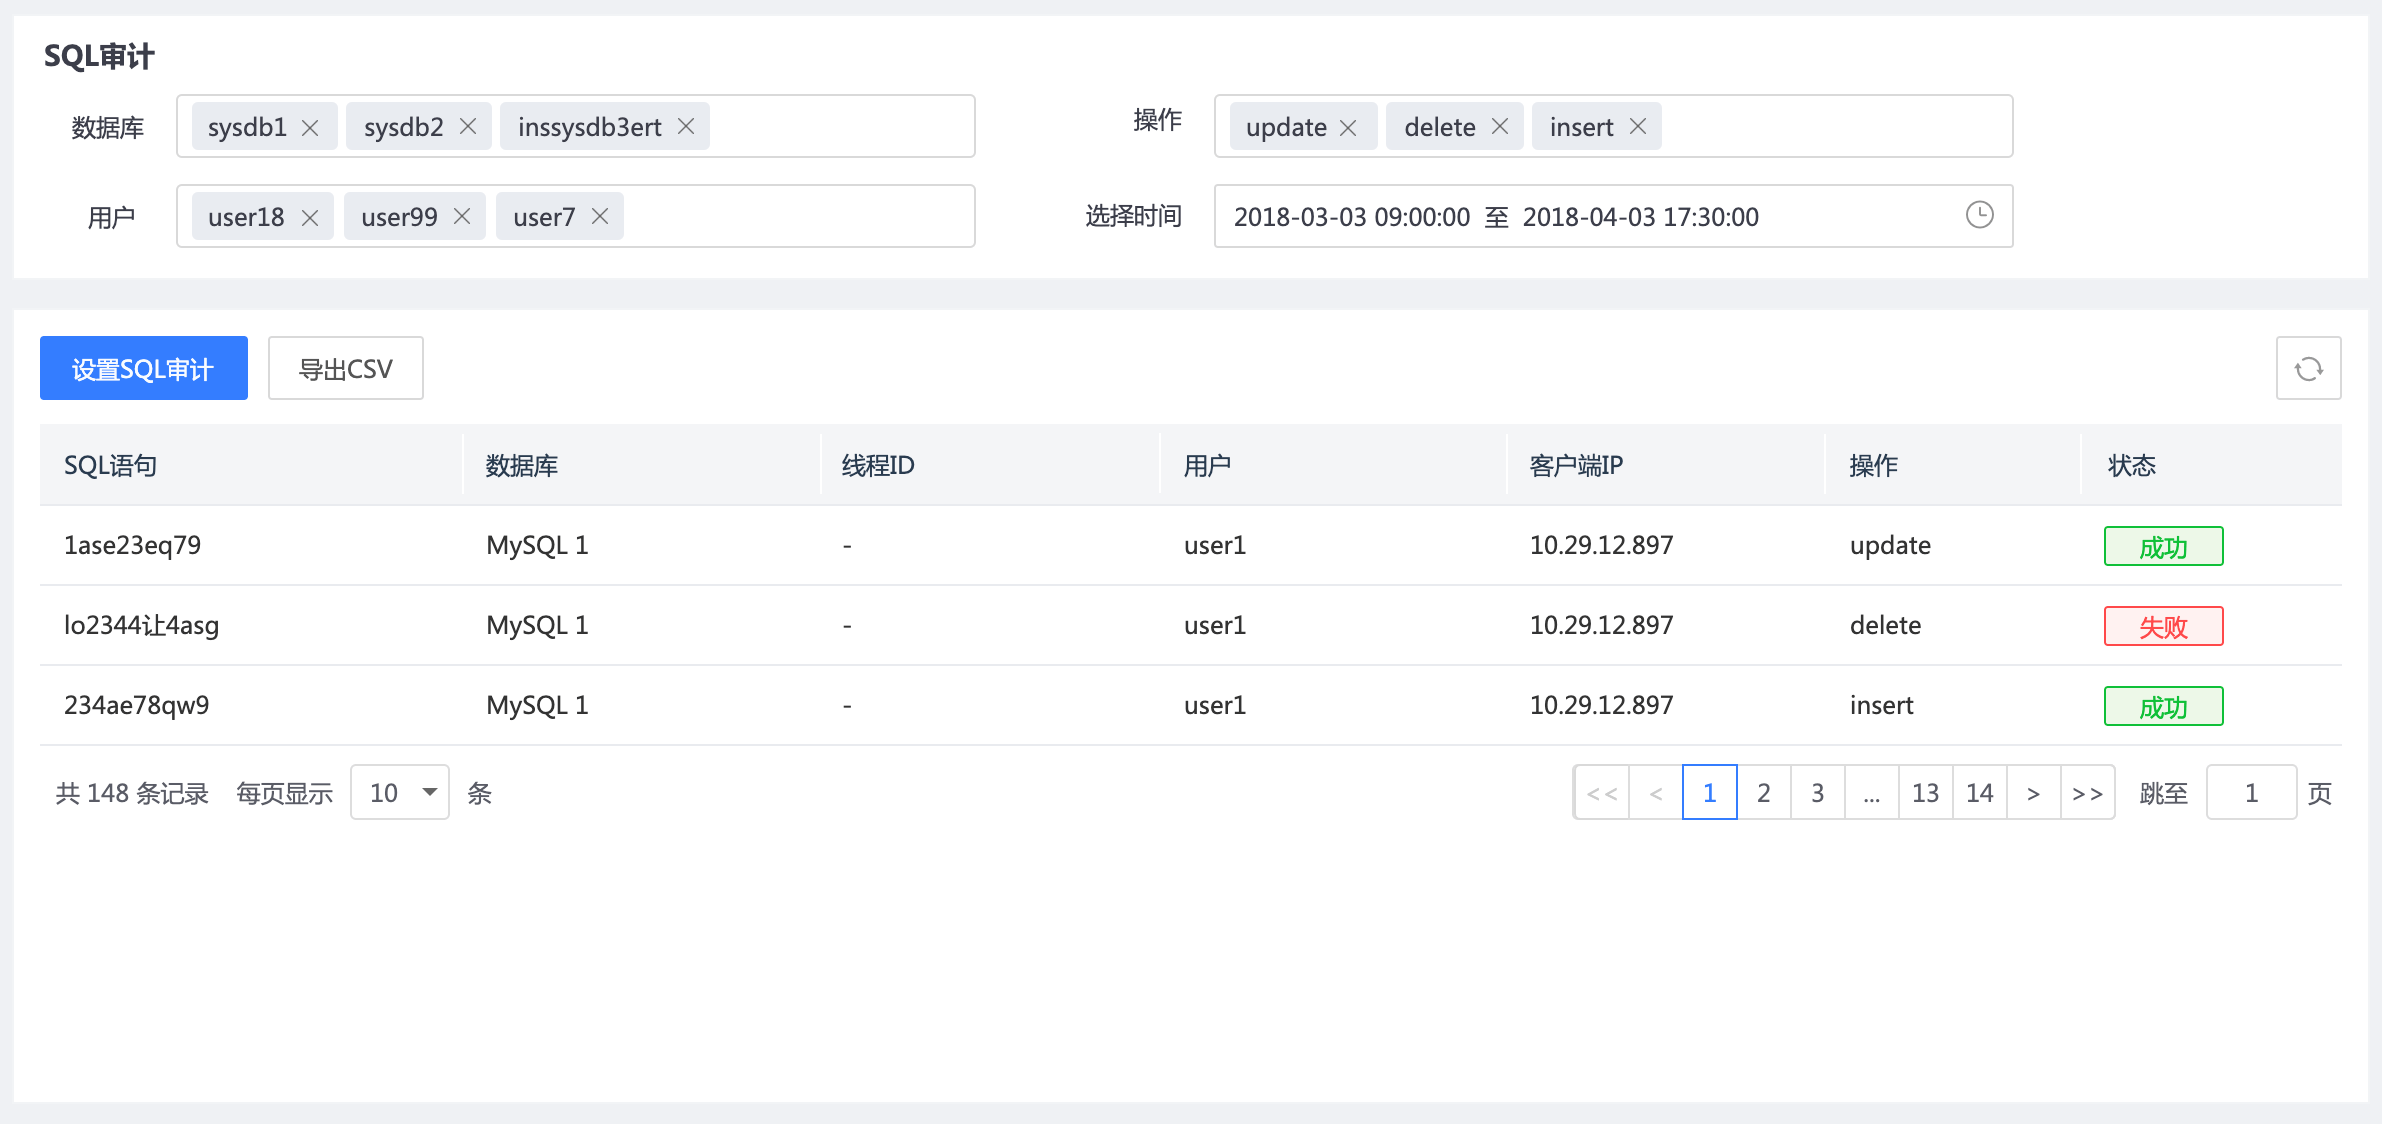 SQL审计
数据库 sysdb1 sysdb2 inssysdb3ert 操作 update delete insert
用户 user18 user99 user7 选择时间 2018-03-03 09:00:00 至 2018-04-03 17:30:00
设置SQL审计 导出CSV
SQL语句 数据库 线程ID 用户 客户端IP 操作 状态
1ase23eq79 MySQL 1 - user1 10.29.12.897 update 成功
lo2344让4asg MySQL 1 - user1 10.29.12.897 delete 失败
234ae78qw9 MySQL 1 - user1 10.29.12.897 insert 成功
共 148 条记录 每页显示 10 条 << < 1 2 3 ... 13 14 > >> 跳至 1 页